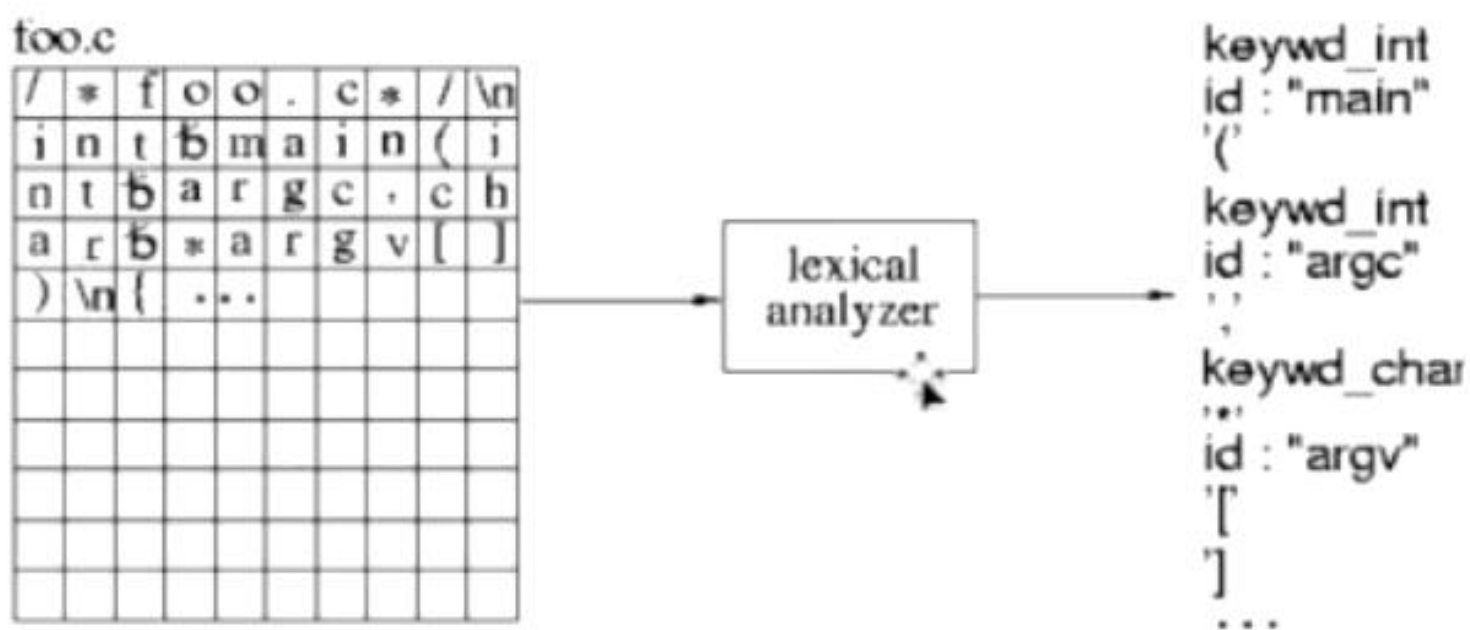 foo.c
/ * f o o . c * / \n
i n t ƀ m a i n ( i
n t ƀ a r g c , c h
a r ƀ * a r g v [ ]
) \n { ...
lexical
analyzer
keywd_int
id : "main"
'('
keywd_int
id : "argc"
','
keywd_char
'*'
id : "argv"
'['
']
...